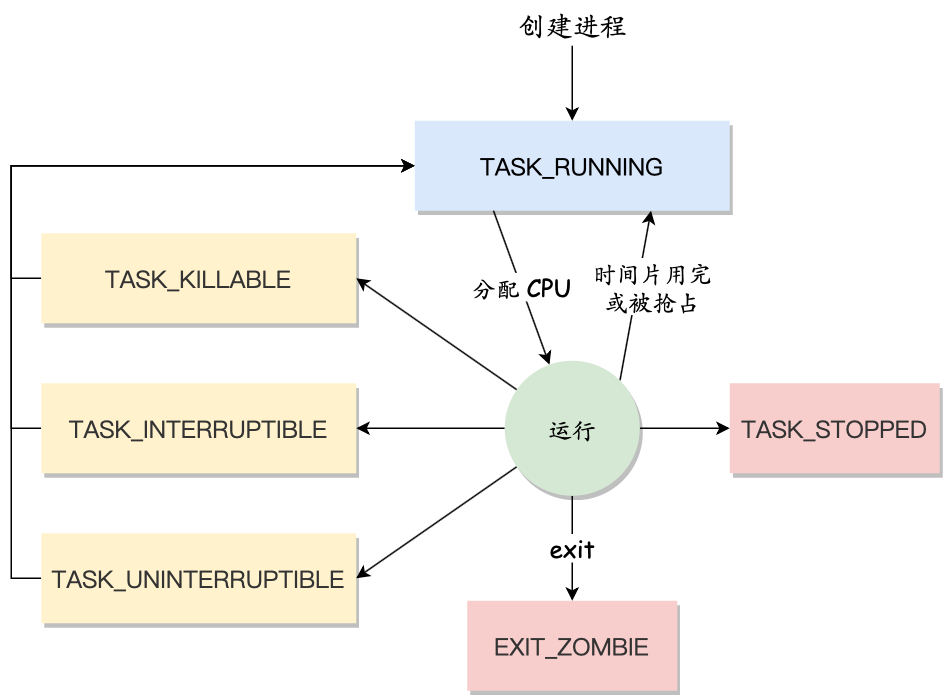 创建进程
TASK_RUNNING
TASK_KILLABLE
分配 CPU
时间片用完
或被抢占
TASK_INTERRUPTIBLE
运行
TASK_STOPPED
exit
TASK_UNINTERRUPTIBLE
EXIT_ZOMBIE